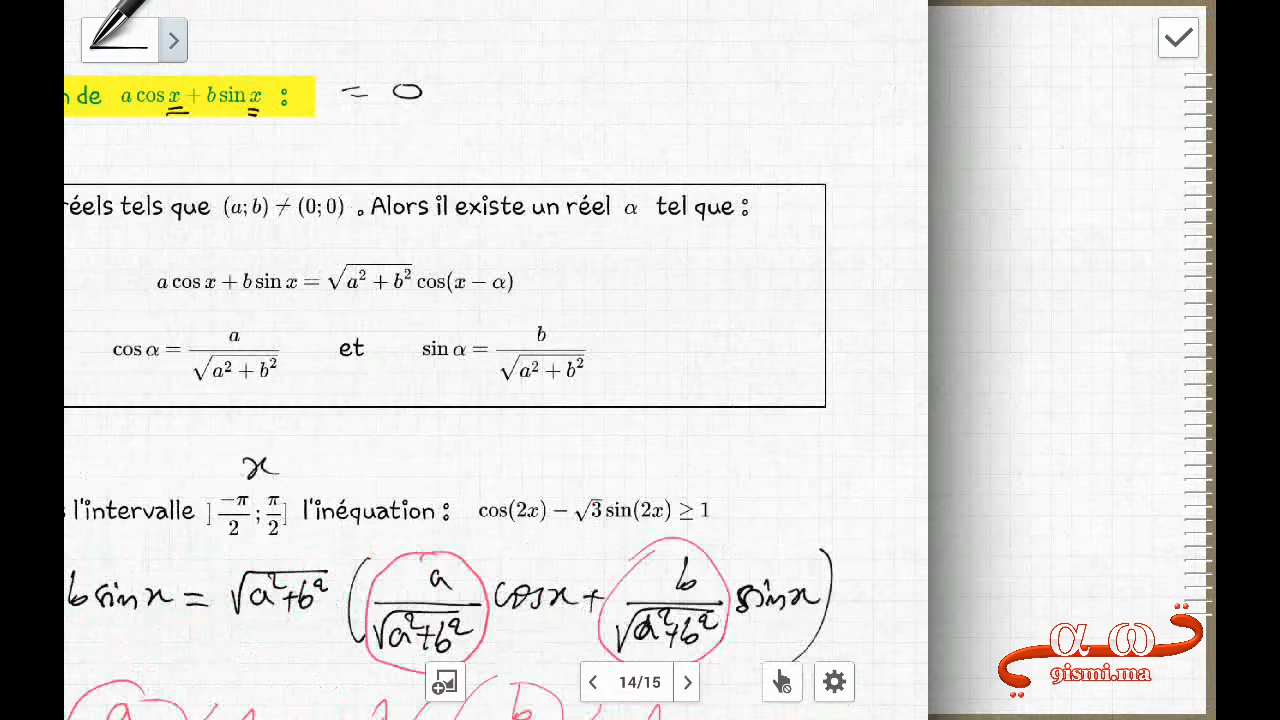 n de a cos x + b sin x : = 0
réels tels que (a; b) ≠ (0; 0) . Alors il existe un réel α tel que :
a cos x + b sin x = √(a² + b²) cos(x − α)
cos α = a / √(a² + b²) et sin α = b / √(a² + b²)
x
l'intervalle ]−π/2 ; π/2] l'inéquation : cos(2x) − √3 sin(2x) ≥ 1
b sin x = √(a²+b²) ( a / √(a²+b²) cos x + b / √(a²+b²) sin x )
α ω
gismi.ma
14/15
a b